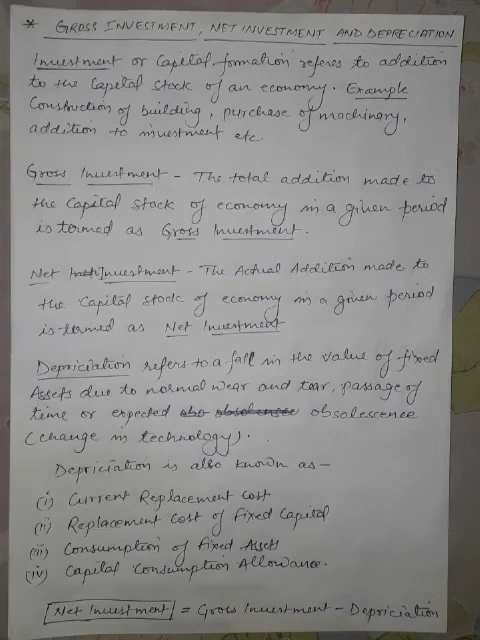 * GROSS INVESTMENT, NET INVESTMENT AND DEPRECIATION
Investment or Capital formation referes to addition
to the Capital Stock of an economy. Example
Construction of building, purchase of machinary,
addition to investment etc.
Gross Investment - The total addition made to
the Capital Stock of economy in a given period
is termed as Gross Investment.
Net Investment - The Actual Addition made to
the Capital stock of economy in a given period
is termed as Net Investment
Depriciation refers to a fall in the value of fixed
Assets due to normal wear and tear, passage of
time or expected obsolescence
(change in technology).
Depriciation is also known as -
(i) Current Replacement Cost
(ii) Replacement Cost of Fixed Capital
(iii) Consumption of Fixed Assets
(iv) Capital Consumption Allowance.
Net Investment = Gross Investment - Depriciation